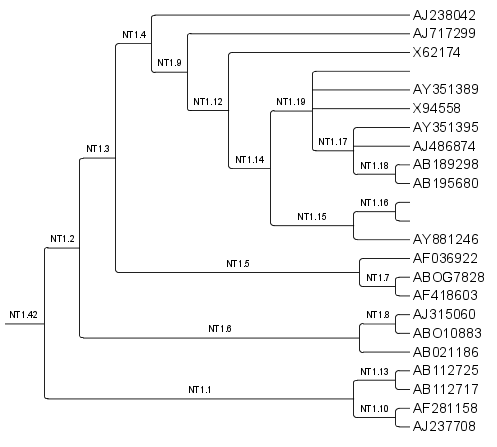 AJ238042
NT1.4
AJ717299
NT1.9
X62174
NT1.12
NT1.19
AY351389
X94558
AY351395
NT1.17
AJ486874
NT1.3
NT1.14
NT1.18
AB189298
AB195680
NT1.16
NT1.15
AY881246
NT1.2
AF036922
NT1.5
NT1.7
ABOG7828
AF418603
NT1.42
NT1.8
AJ315060
NT1.6
ABO10883
AB021186
NT1.13
AB112725
NT1.1
AB112717
NT1.10
AF281158
AJ237708